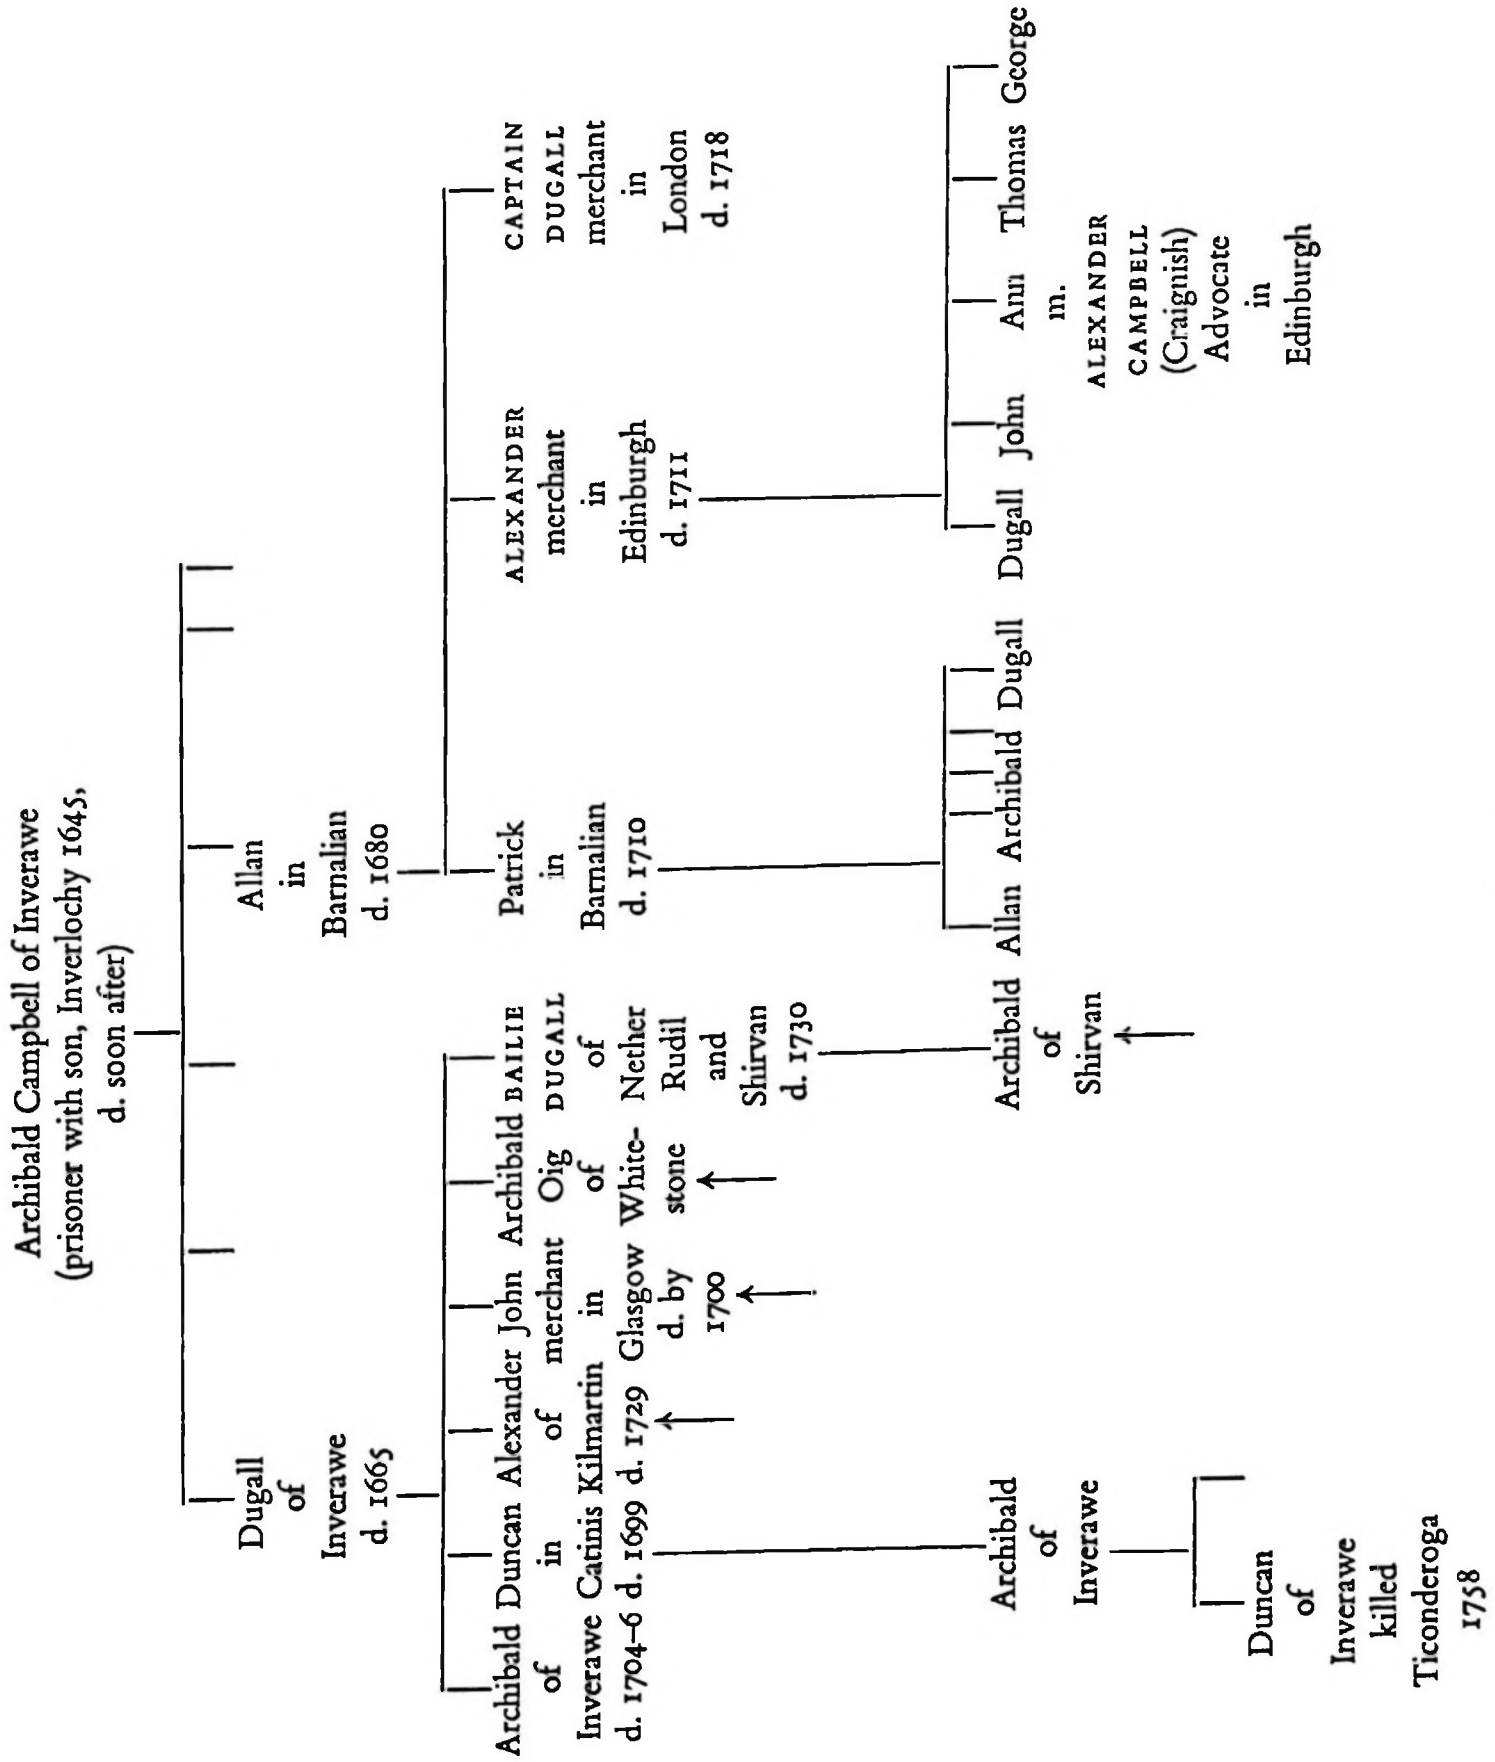 Archibald Campbell of Inverawe
(prisoner with son, Inverlochy 1645,
d. soon after)
Dugall
of
Inverawe
d. 1665
Allan
in
Barnalian
d. 1680
Archibald
of
Inverawe
d. 1704–6
Duncan
in
Catinis
d. 1699
Alexander
of
Kilmartin
d. 1729
John
merchant
in
Glasgow
d. by
1700
Archibald
Oig
of
White-
stone
BAILIE
DUGALL
of
Nether
Rudil
and
Shirvan
d. 1730
Patrick
in
Barnalian
d. 1710
ALEXANDER
merchant
in
Edinburgh
d. 1711
CAPTAIN
DUGALL
merchant
in
London
d. 1718
Archibald
of
Inverawe
Archibald
of
Shirvan
Allan
Archibald
Dugall
Dugall
John
Ann
m.
ALEXANDER
CAMPBELL
(Craignish)
Advocate
in
Edinburgh
Thomas
George
Duncan
of
Inverawe
killed
Ticonderoga
1758